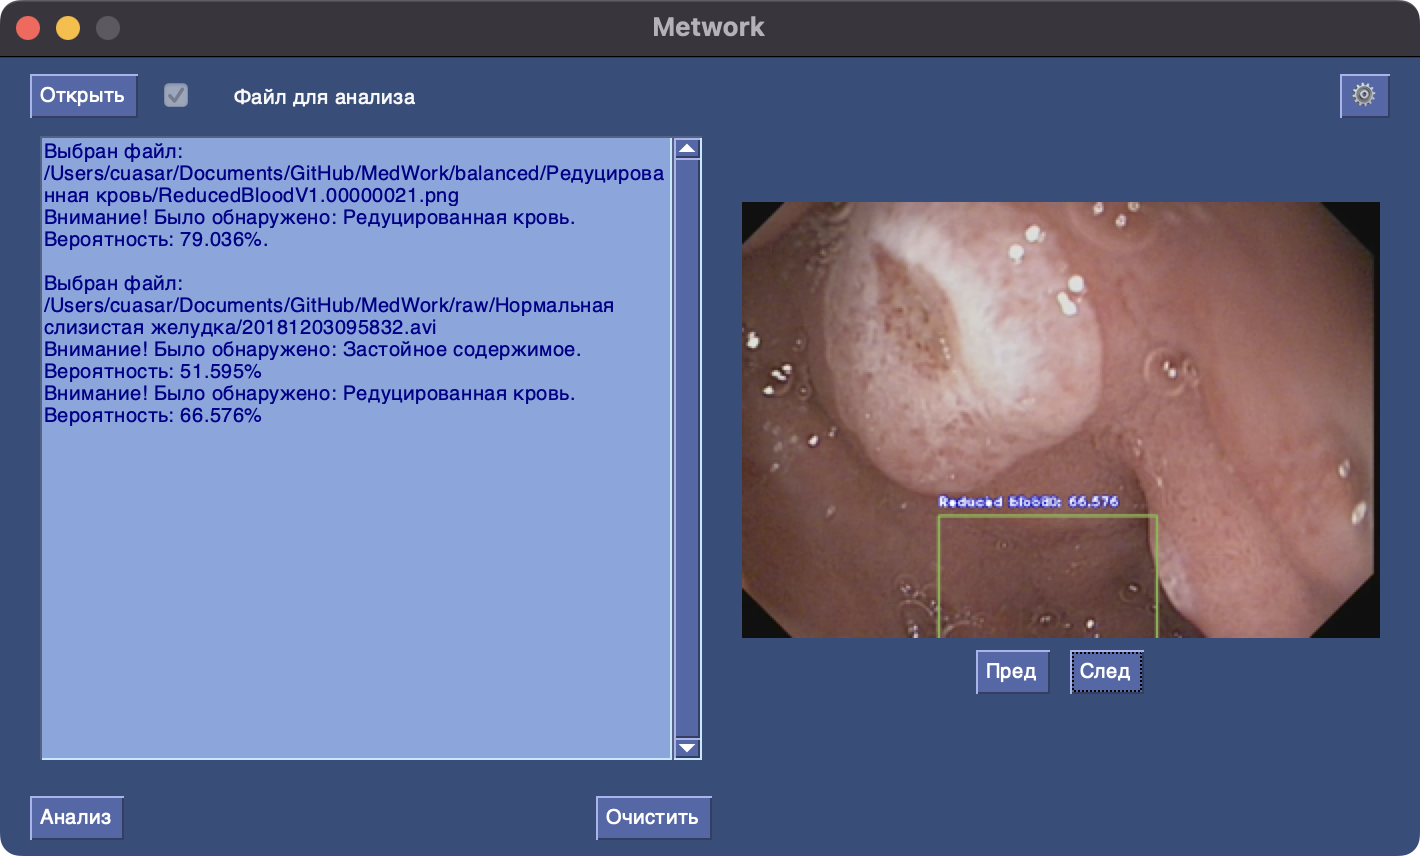 Metwork
Открыть
Файл для анализа
Выбран файл:
/Users/cuasar/Documents/GitHub/MedWork/balanced/Редуцирова
нная кровь/ReducedBloodV1.00000021.png
Внимание! Было обнаружено: Редуцированная кровь.
Вероятность: 79.036%.
Выбран файл:
/Users/cuasar/Documents/GitHub/MedWork/raw/Нормальная
слизистая желудка/20181203095832.avi
Внимание! Было обнаружено: Застойное содержимое.
Вероятность: 51.595%
Внимание! Было обнаружено: Редуцированная кровь.
Вероятность: 66.576%
Reduced : 66.576
Пред
След
Анализ
Очистить